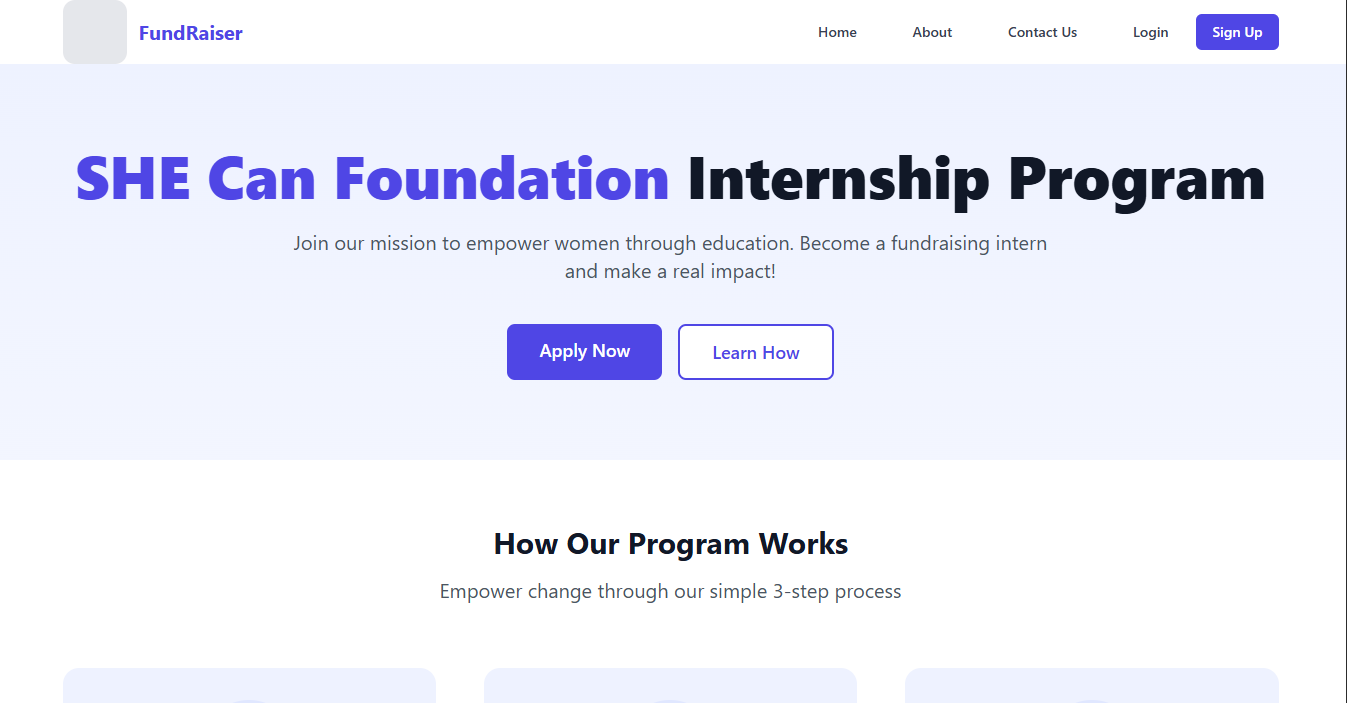 FundRaiser
Home
About
Contact Us
Login
Sign Up
SHE Can Foundation Internship Program
Join our mission to empower women through education. Become a fundraising intern
and make a real impact!
Apply Now
Learn How
How Our Program Works
Empower change through our simple 3-step process